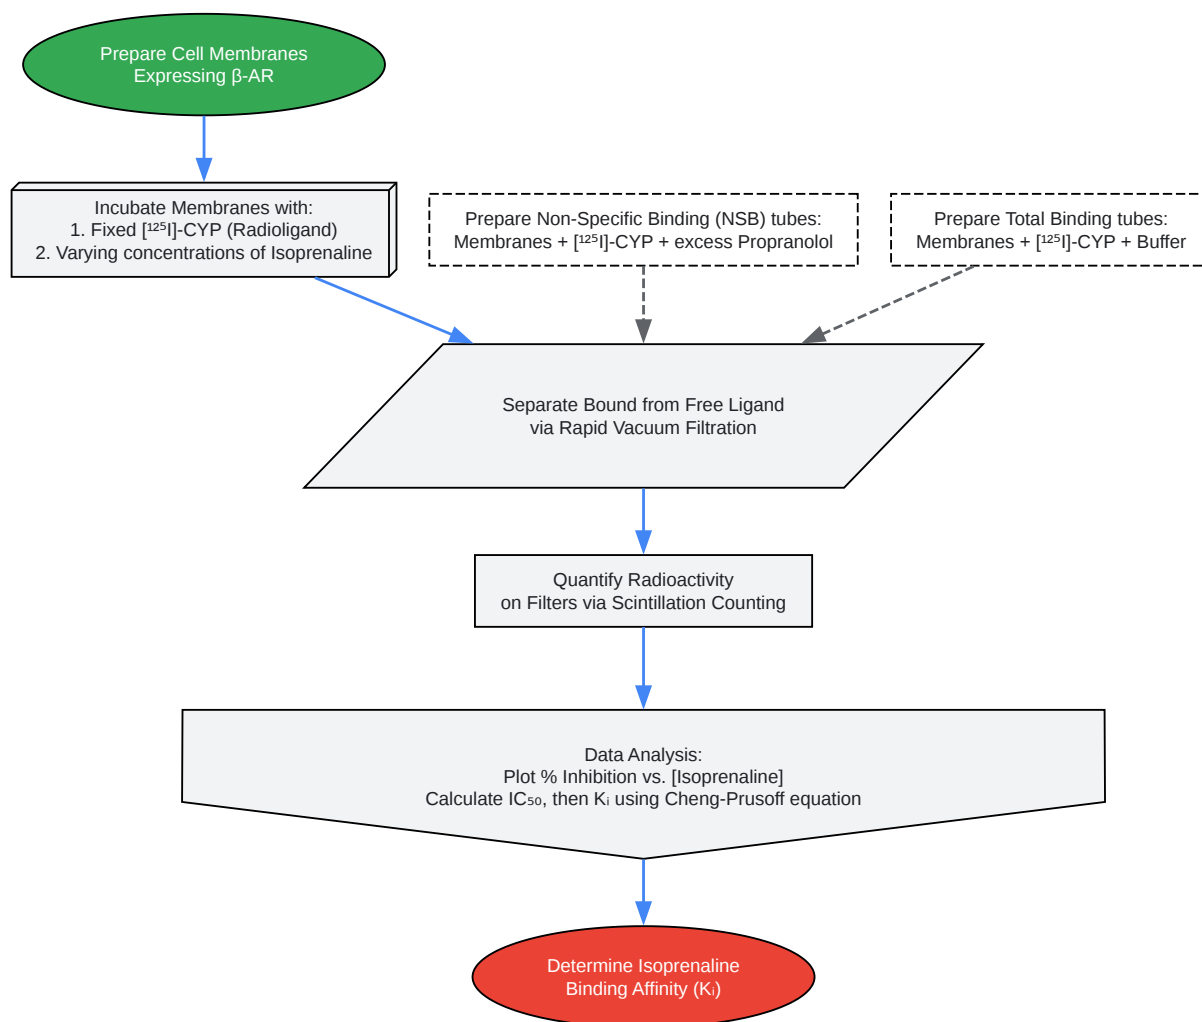 Prepare Cell Membranes
Expressing β-AR
Incubate Membranes with:
1. Fixed [¹²⁵I]-CYP (Radioligand)
2. Varying concentrations of Isoprenaline
Prepare Non-Specific Binding (NSB) tubes:
Membranes + [¹²⁵I]-CYP + excess Propranolol
Prepare Total Binding tubes:
Membranes + [¹²⁵I]-CYP + Buffer
Separate Bound from Free Ligand
via Rapid Vacuum Filtration
Quantify Radioactivity
on Filters via Scintillation Counting
Data Analysis:
Plot % Inhibition vs. [Isoprenaline]
Calculate IC₅₀, then Kᵢ using Cheng-Prusoff equation
Determine Isoprenaline
Binding Affinity (Kᵢ)